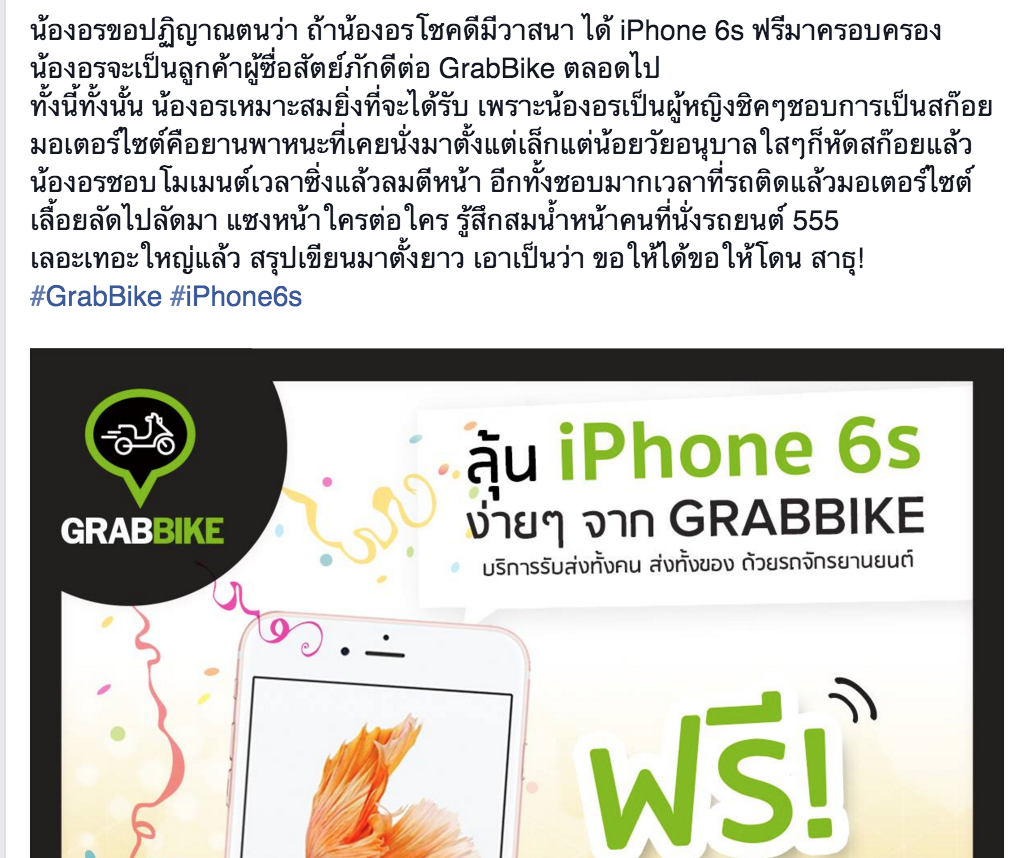 น้องอรขอปฏิญาณตนว่า ถ้าน้องอรโชคดีมีวาสนา ได้ iPhone 6s ฟรีมาครอบครอง
น้องอรจะเป็นลูกค้าผู้ซื่อสัตย์ภักดีต่อ GrabBike ตลอดไป
ทั้งนี้ทั้งนั้น น้องอรเหมาะสมยิ่งที่จะได้รับ เพราะน้องอรเป็นผู้หญิงชิคๆชอบการเป็นสก๊อย
มอเตอร์ไซต์คือยานพาหนะที่เคยนั่งมาตั้งแต่เล็กแต่น้อยวัยอนุบาลใสๆก็หัดสก๊อยแล้ว
น้องอรชอบโมเมนต์เวลาซิ่งแล้วลมตีหน้า อีกทั้งชอบมากเวลาที่รถติดแล้วมอเตอร์ไซต์
เลื้อยลัดไปลัดมา แซงหน้าใครต่อใคร รู้สึกสมน้ำหน้าคนที่นั่งรถยนต์ 555
เลอะเทอะใหญ่แล้ว สรุปเขียนมาตั้งยาว เอาเป็นว่า ขอให้ได้ขอให้โดน สาธุ!
#GrabBike #iPhone6s
ลุ้น iPhone 6s
ง่ายๆ จาก GRABBIKE
บริการรับส่งทั้งคน ส่งทั้งของ ด้วยรถจักรยานยนต์
GRABBIKE
ฟรี!